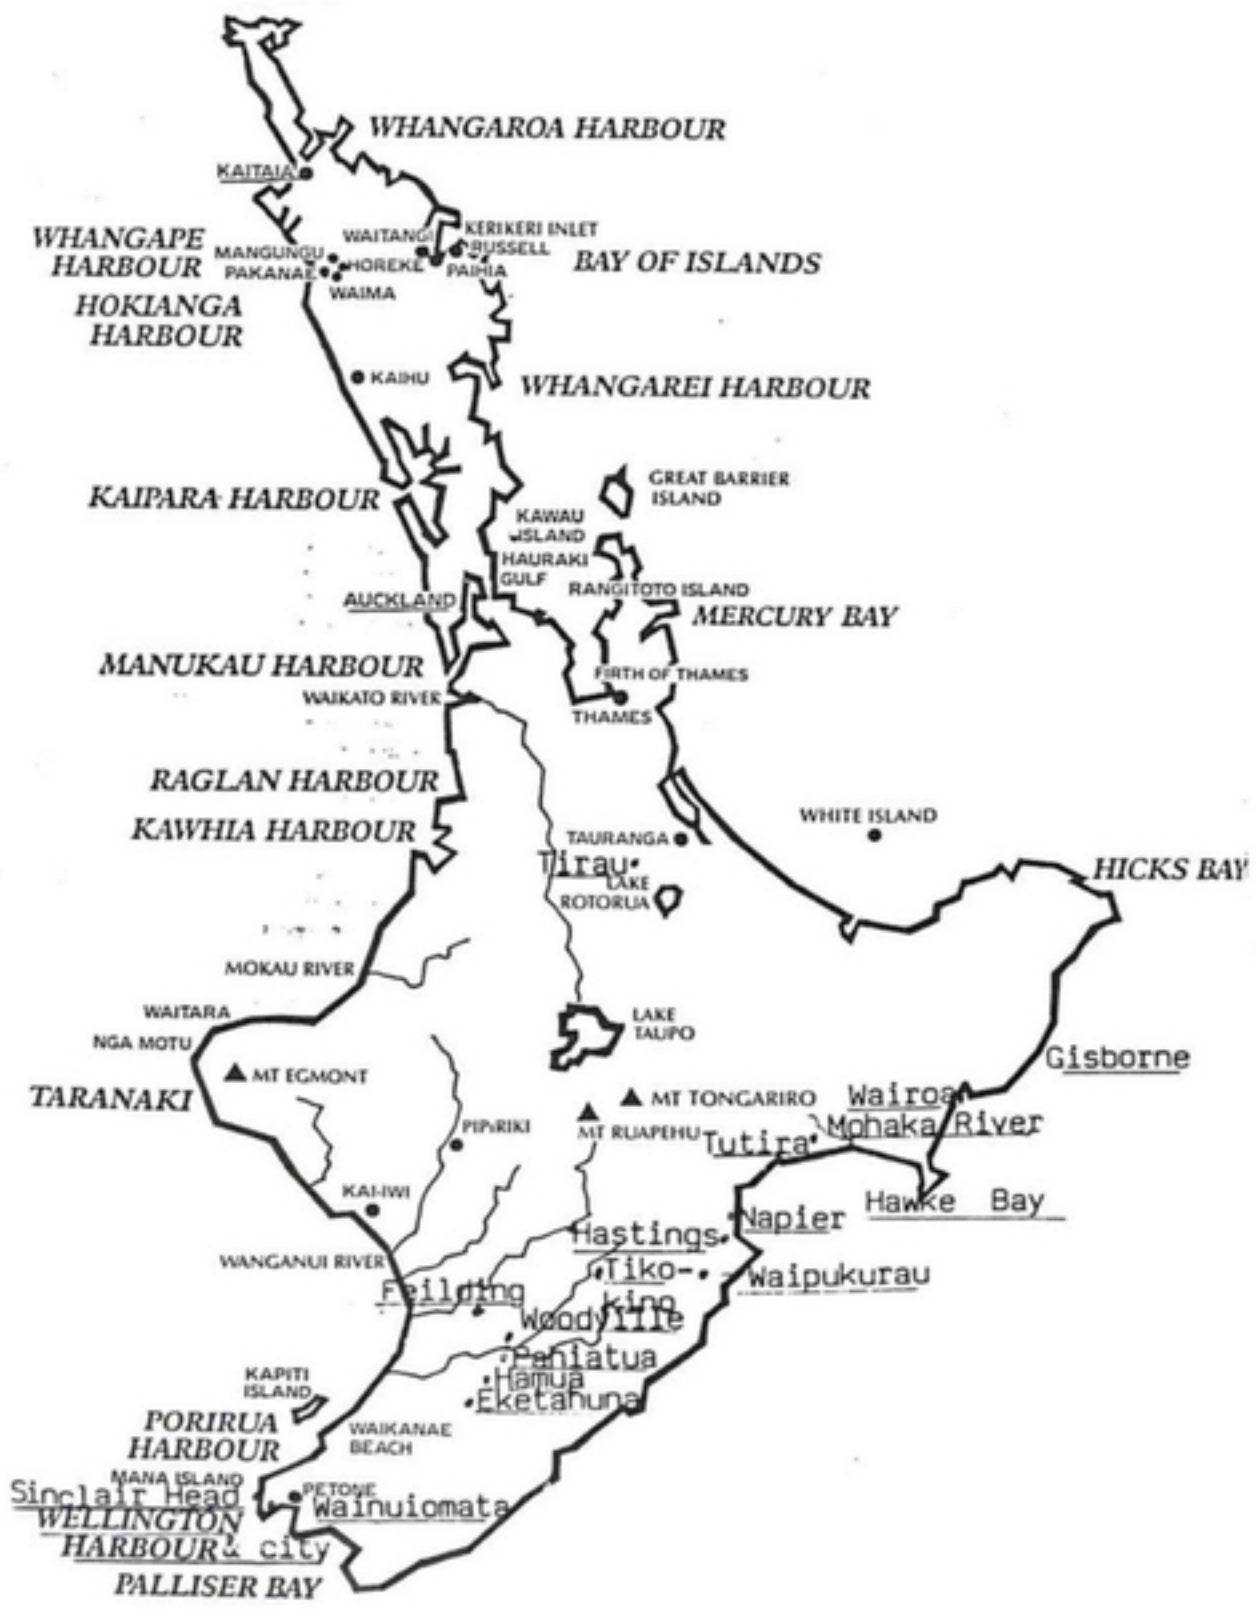 WHANGAROA HARBOUR
KAITAIA
WHANGAPE
HARBOUR
WAITANGI
KERIKERI INLET
RUSSELL
BAY OF ISLANDS
MANGUNGU
PAKANAE
HOREKE
PAIHIA
WAIMA
HOKIANGA
HARBOUR
KAIHU
WHANGAREI HARBOUR
KAIPARA HARBOUR
GREAT BARRIER
ISLAND
KAWAU
ISLAND
HAURAKI
GULF
RANGITOTO ISLAND
AUCKLAND
MERCURY BAY
MANUKAU HARBOUR
FIRTH OF THAMES
WAIKATO RIVER
THAMES
RAGLAN HARBOUR
KAWHIA HARBOUR
WHITE ISLAND
TAURANGA
Tirau
HICKS BAY
LAKE
ROTORUA
MOKAU RIVER
WAITARA
LAKE
TAUPO
NGA MOTU
Gisborne
MT EGMONT
TARANAKI
MT TONGARIRO
Wairoa
MT RUAPEHU
Mohaka River
PIPIRIKI
Tutira
KAI-IWI
Hawke Bay
Napier
Hastings
WANGANUI RIVER
Tiko-
kino
Waipukurau
Feilding
Woodville
Pahiatua
Hamua
Eketahuna
KAPITI
ISLAND
PORIRUA
HARBOUR
WAIKANAE
BEACH
MANA ISLAND
PETONE
Sinclair Head
Wainuiomata
WELLINGTON
HARBOUR & city
PALLISER BAY